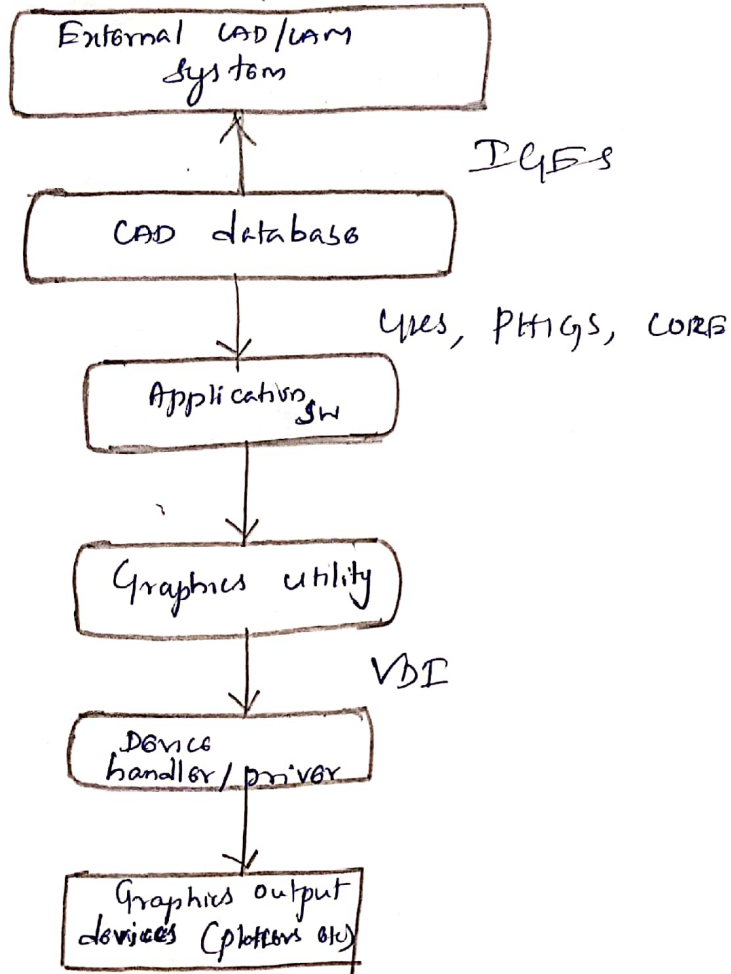 External CAD/CAM
System
IGES
CAD database
GKS, PHIGS, CORE
Application SW
Graphics utility
VDI
Device
handler/driver
Graphics output
devices (plotters etc)